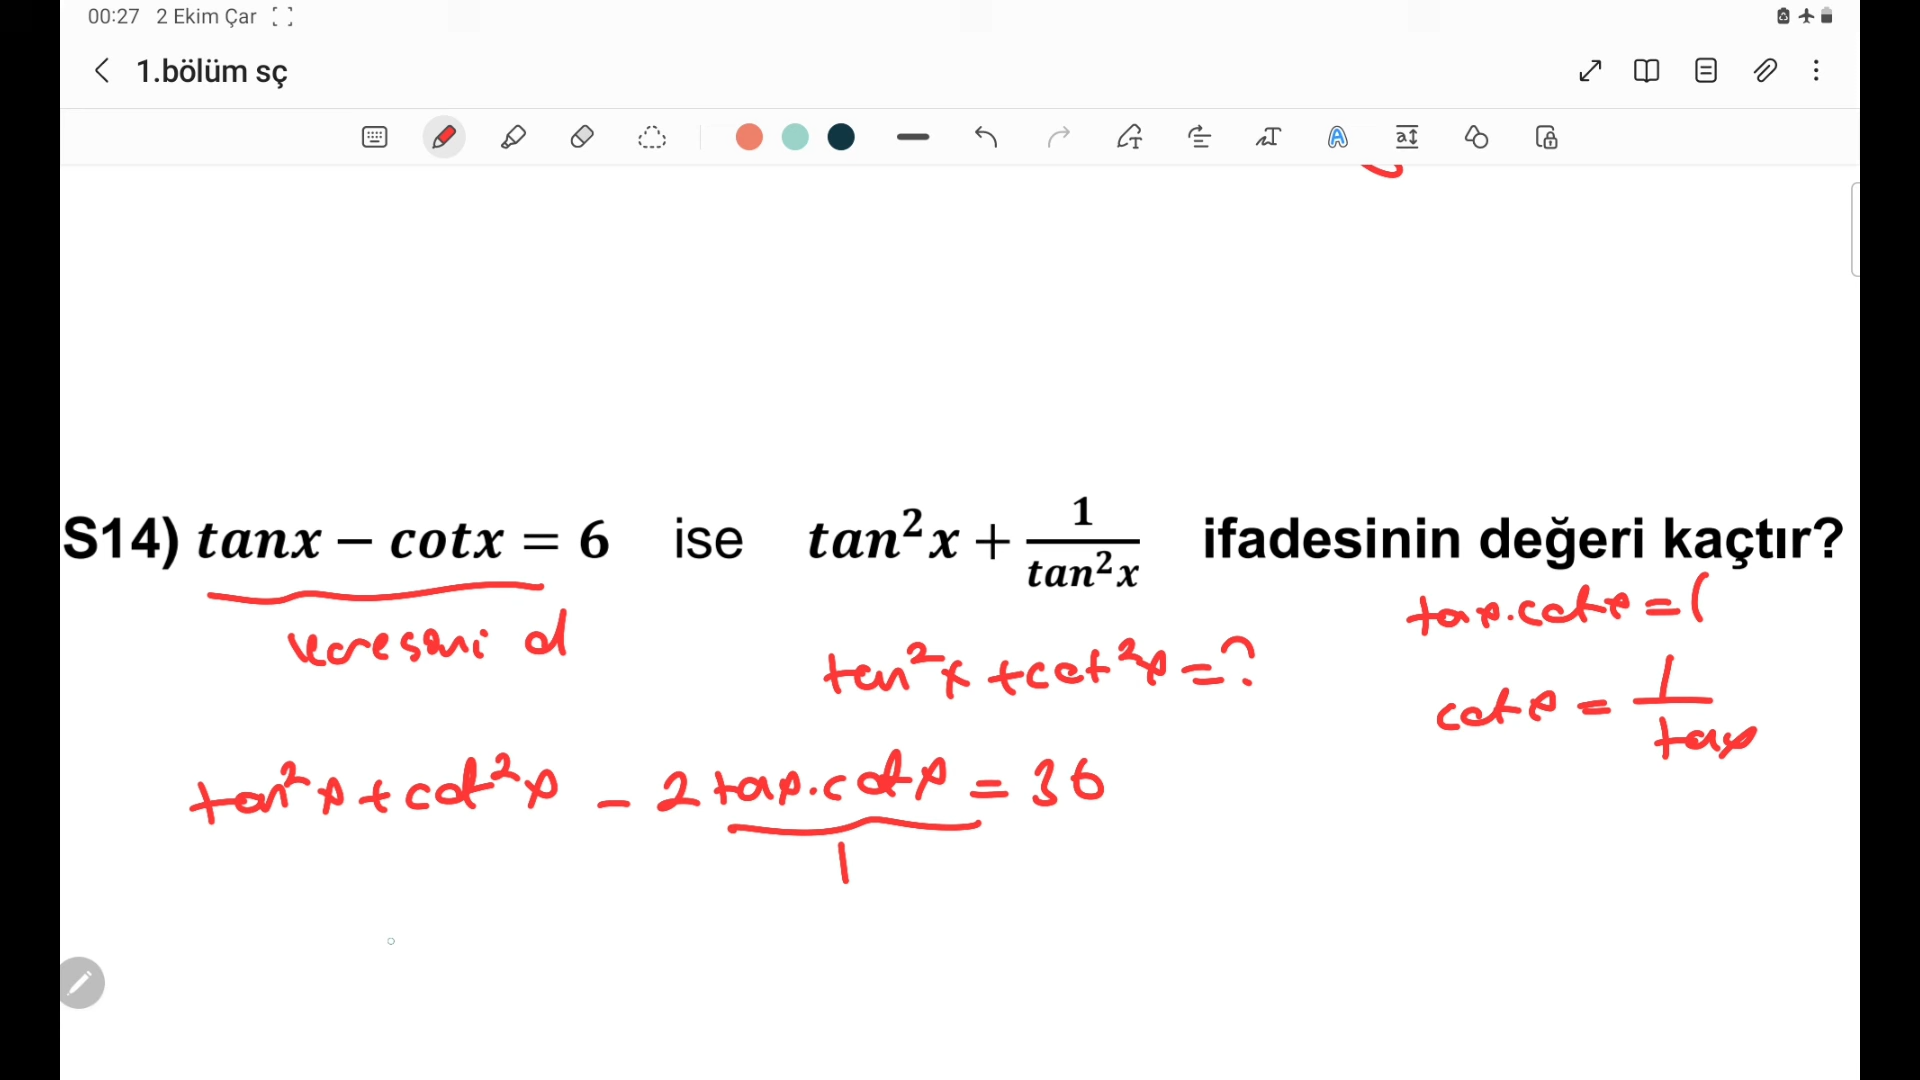 00:27 2 Ekim Çar
1.bölüm sç
S14) tanx − cotx = 6 ise tan²x + 1/tan²x ifadesinin değeri kaçtır?
tanx.cotx = 1
karesini al
tan²x + cot²x = ?
cotx = 1/tanx
tan²x + cot²x − 2 tanx.cotx = 36
1